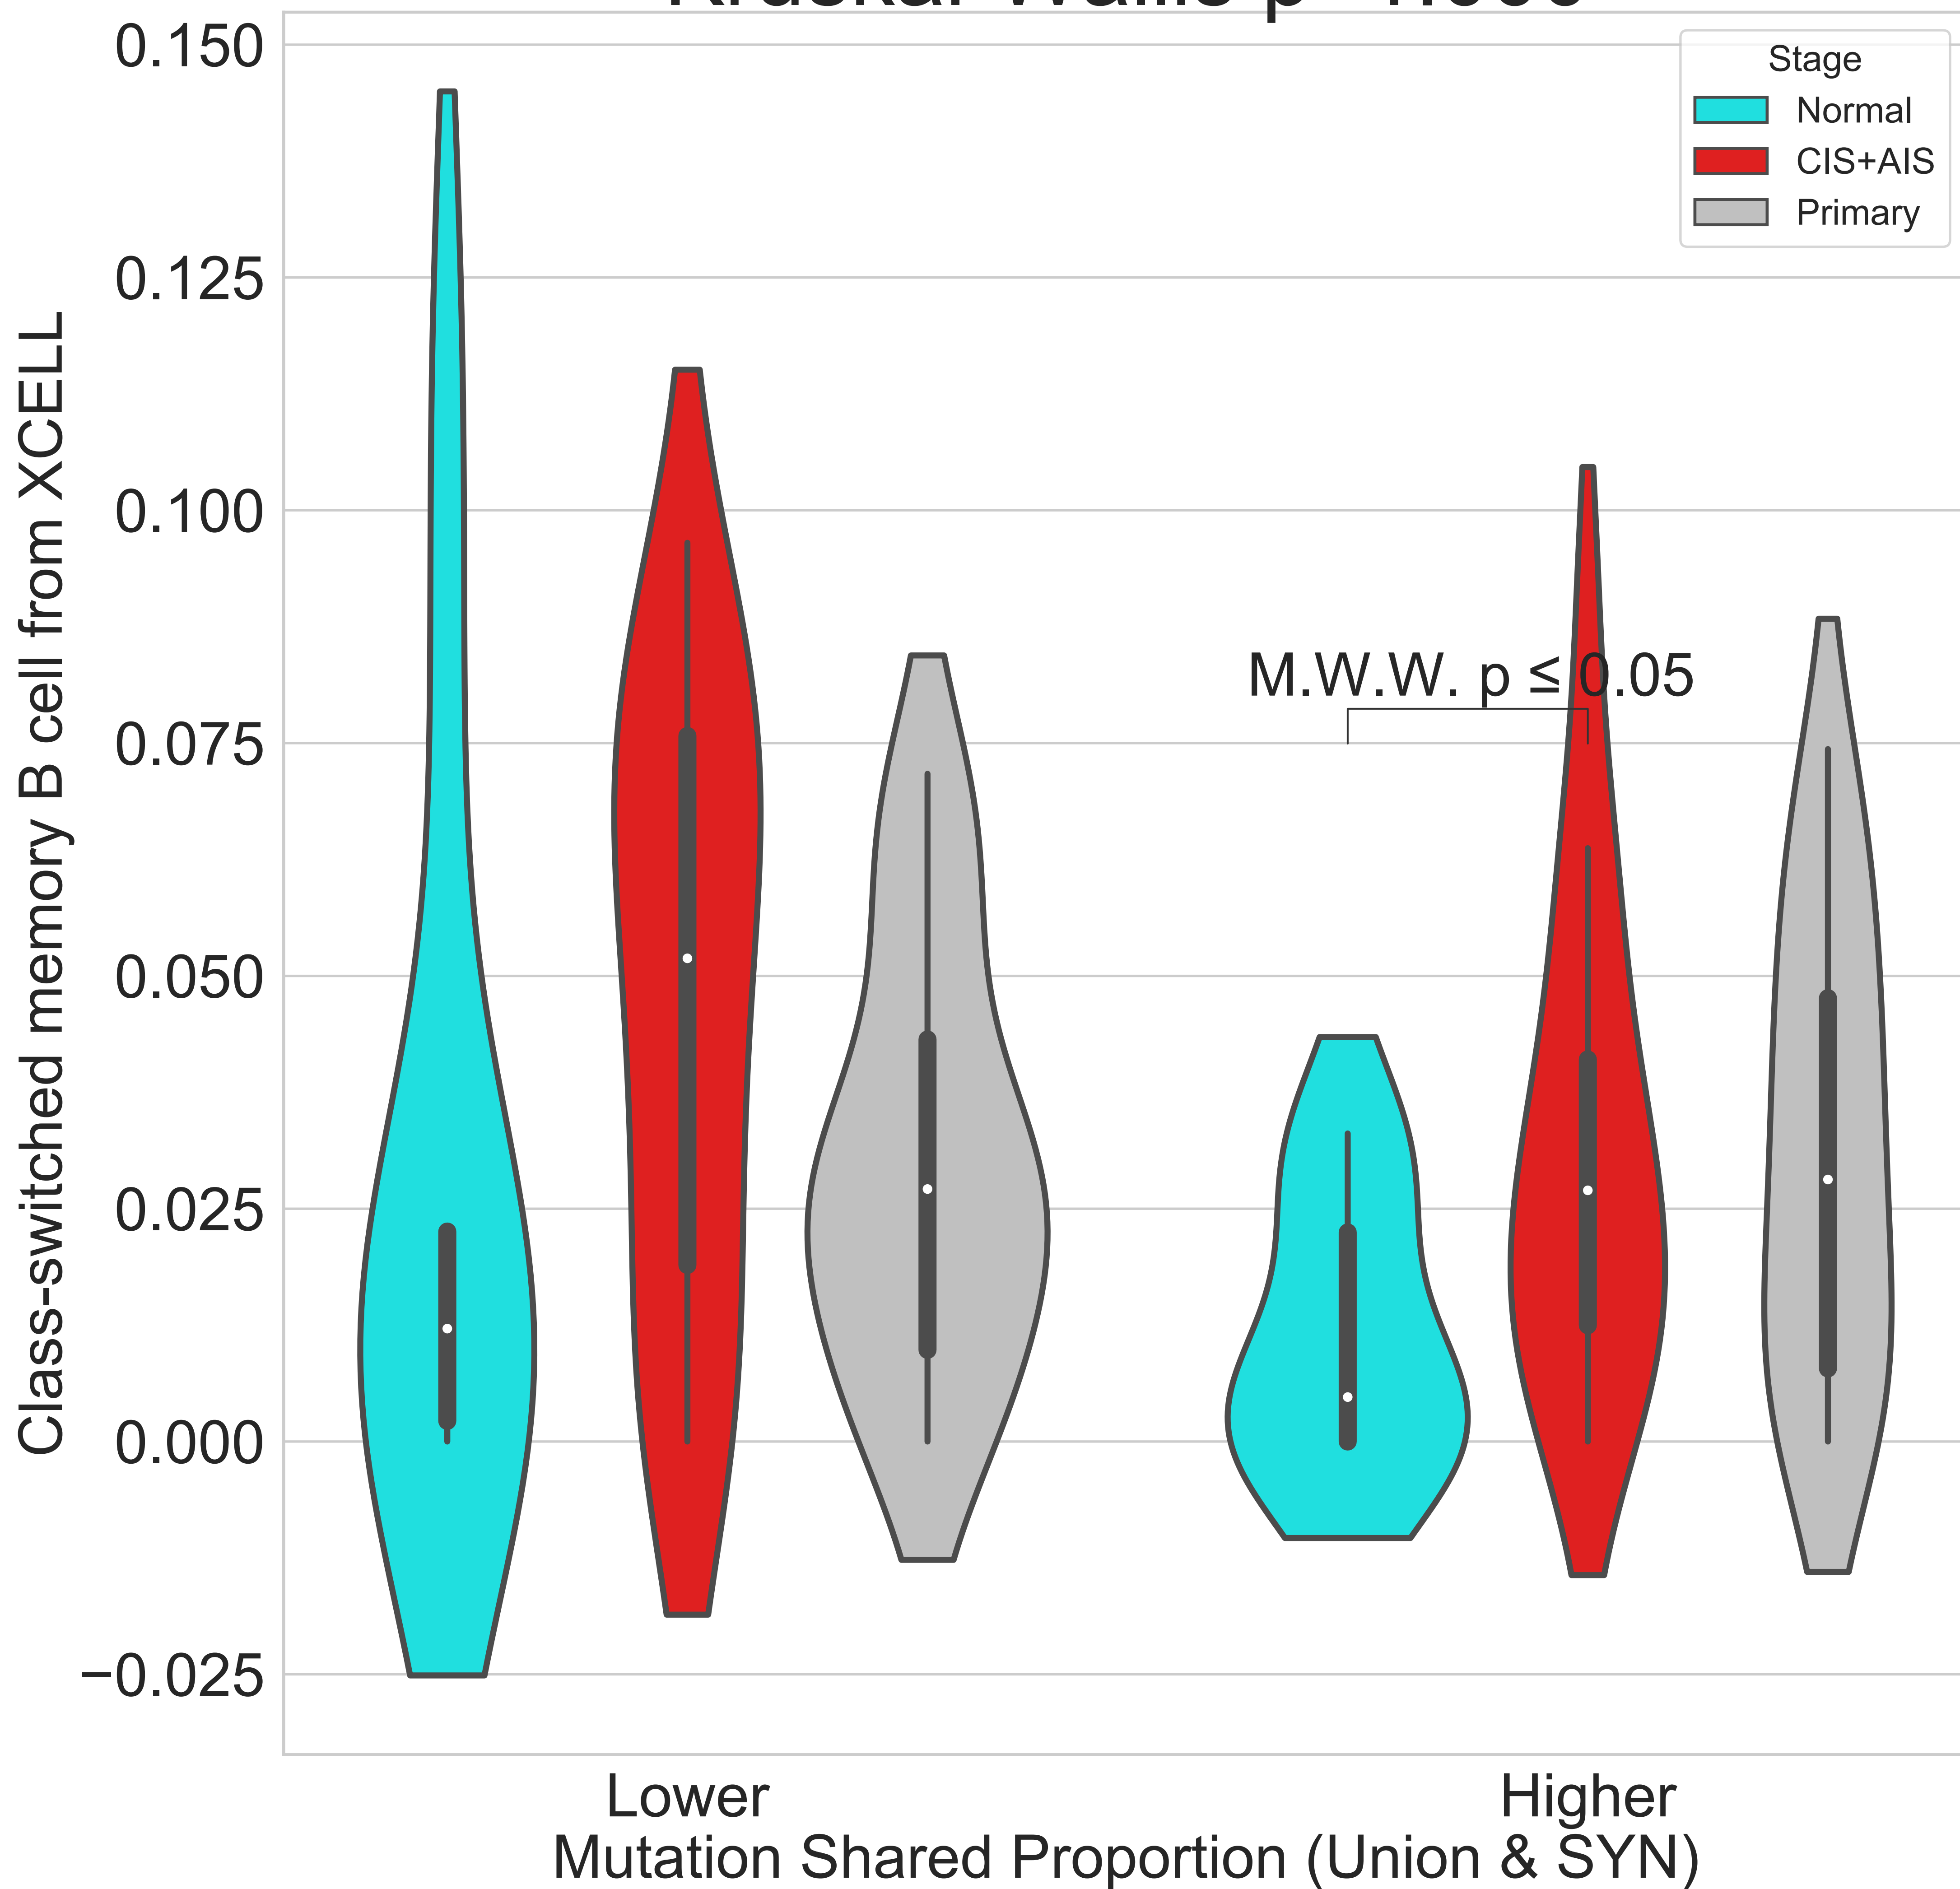 0.150
0.125
0.100
0.075
0.050
0.025
0.000
−0.025
Class-switched memory B cell from XCELL
Stage
Normal
CIS+AIS
Primary
M.W.W. p ≤ 0.05
Lower
Higher
Mutation Shared Proportion (Union & SYN)